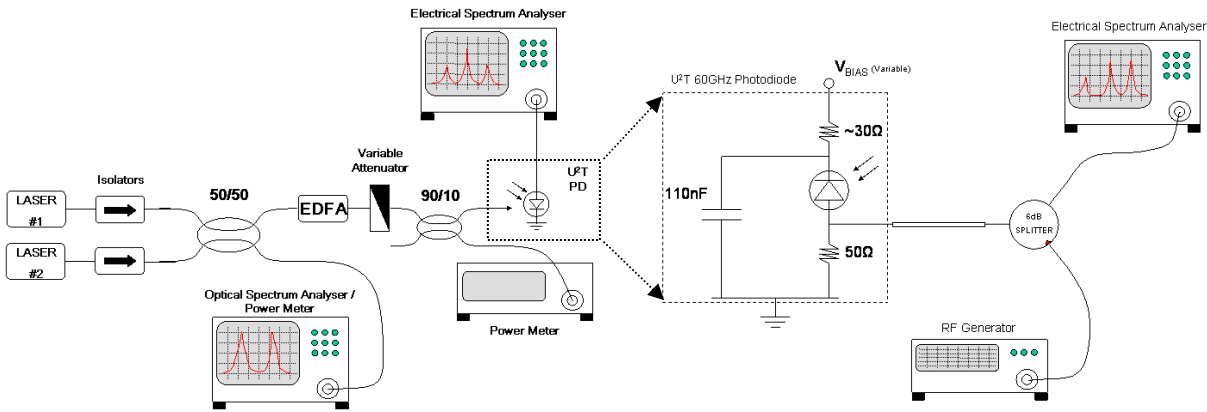 Electrical Spectrum Analyser
Electrical Spectrum Analyser
U²T 60GHz Photodiode
VBIAS (Variable)
~30Ω
Variable
Attenuator
U²T
PD
110nF
Isolators
50/50
90/10
LASER
#1
EDFA
6dB
SPLITTER
LASER
#2
50Ω
Optical Spectrum Analyser /
Power Meter
Power Meter
RF Generator